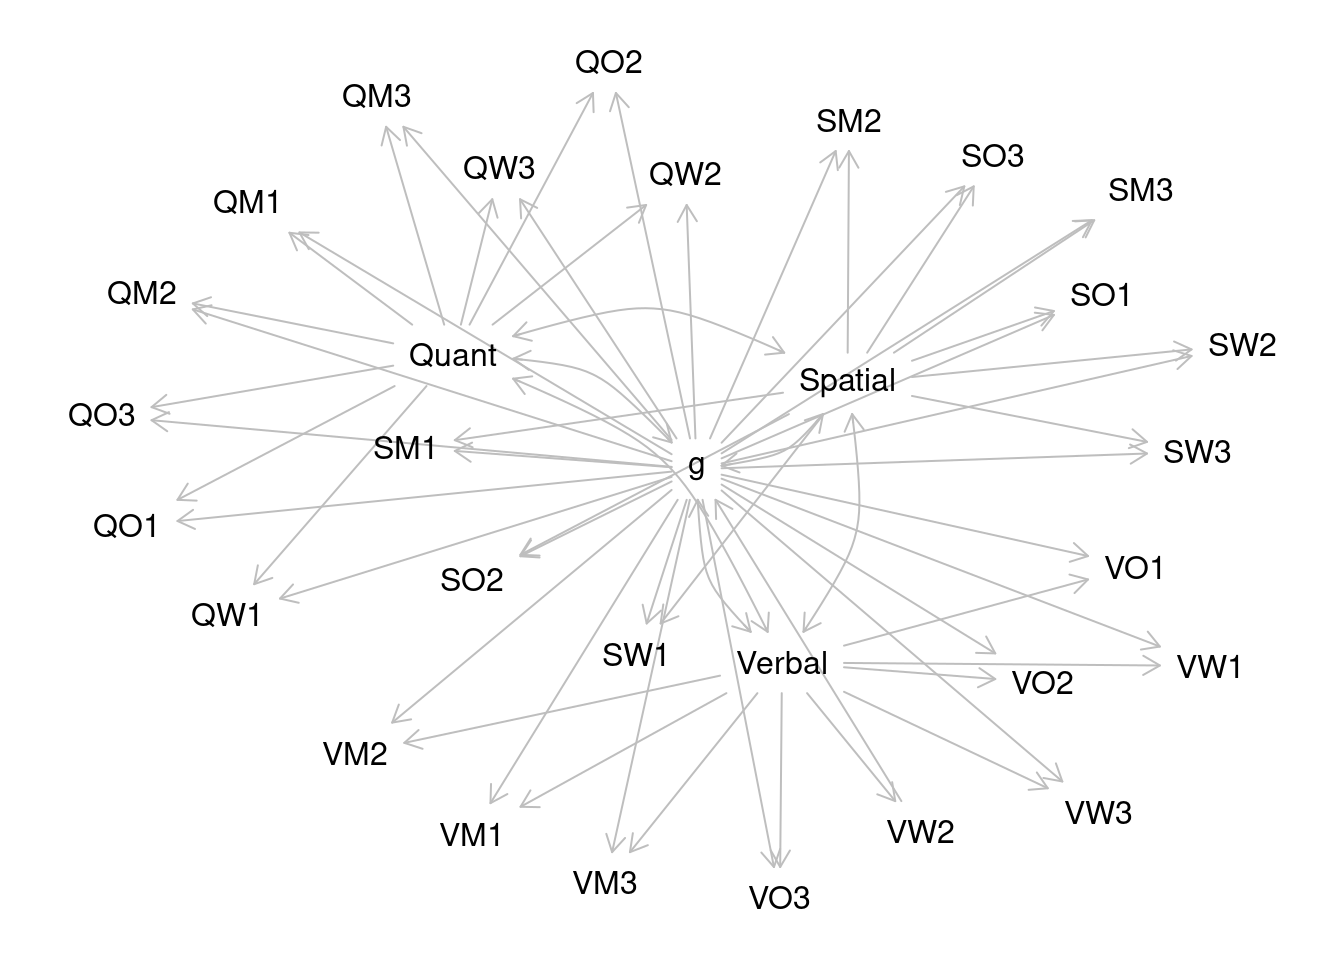 QO2
QM3
SM2
SO3
QW3
QW2
SM3
QM1
QM2
SO1
SW2
Quant
Spatial
QO3
SM1
SW3
g
QO1
VO1
SO2
QW1
SW1
Verbal
VW1
VO2
VM2
VW3
VW2
VM1
VM3
VO3